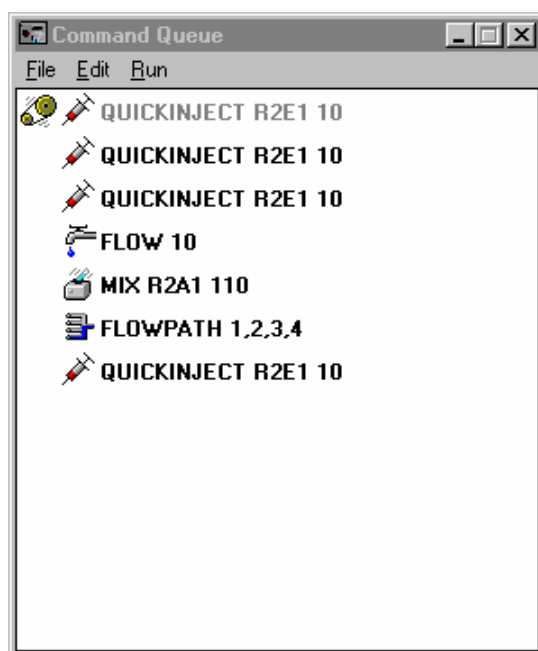 Command Queue
File Edit Run
QUICKINJECT R2E1 10
QUICKINJECT R2E1 10
QUICKINJECT R2E1 10
FLOW 10
MIX R2A1 110
FLOWPATH 1,2,3,4
QUICKINJECT R2E1 10